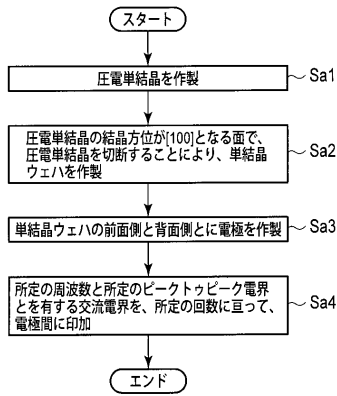 スタート
圧電単結晶を作製
Sa1
圧電単結晶の結晶方位が[100]となる面で、
圧電単結晶を切断することにより、単結晶
ウェハを作製
Sa2
単結晶ウェハの前面側と背面側とに電極を作製
Sa3
所定の周波数と所定のピークトゥピーク電界
とを有する交流電界を、所定の回数に亘って、
電極間に印加
Sa4
エンド